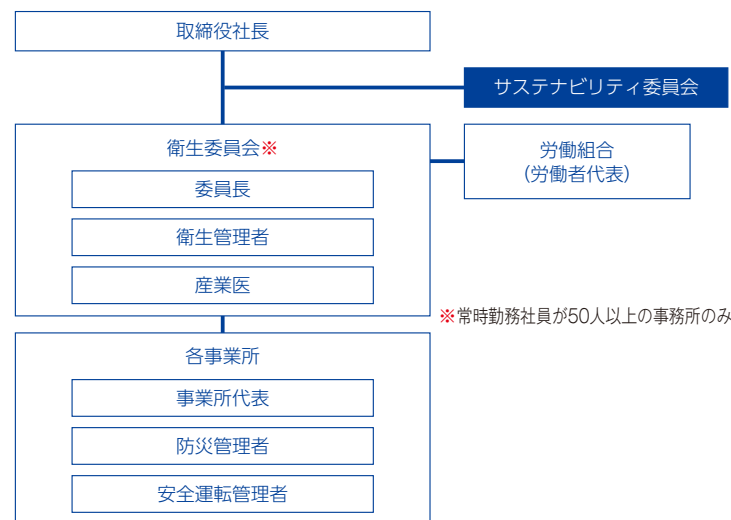 取締役社長
サステナビリティ委員会
衛生委員会※
労働組合
（労働者代表）
委員長
衛生管理者
産業医
※常時勤務社員が50人以上の事務所のみ
各事業所
事業所代表
防災管理者
安全運転管理者